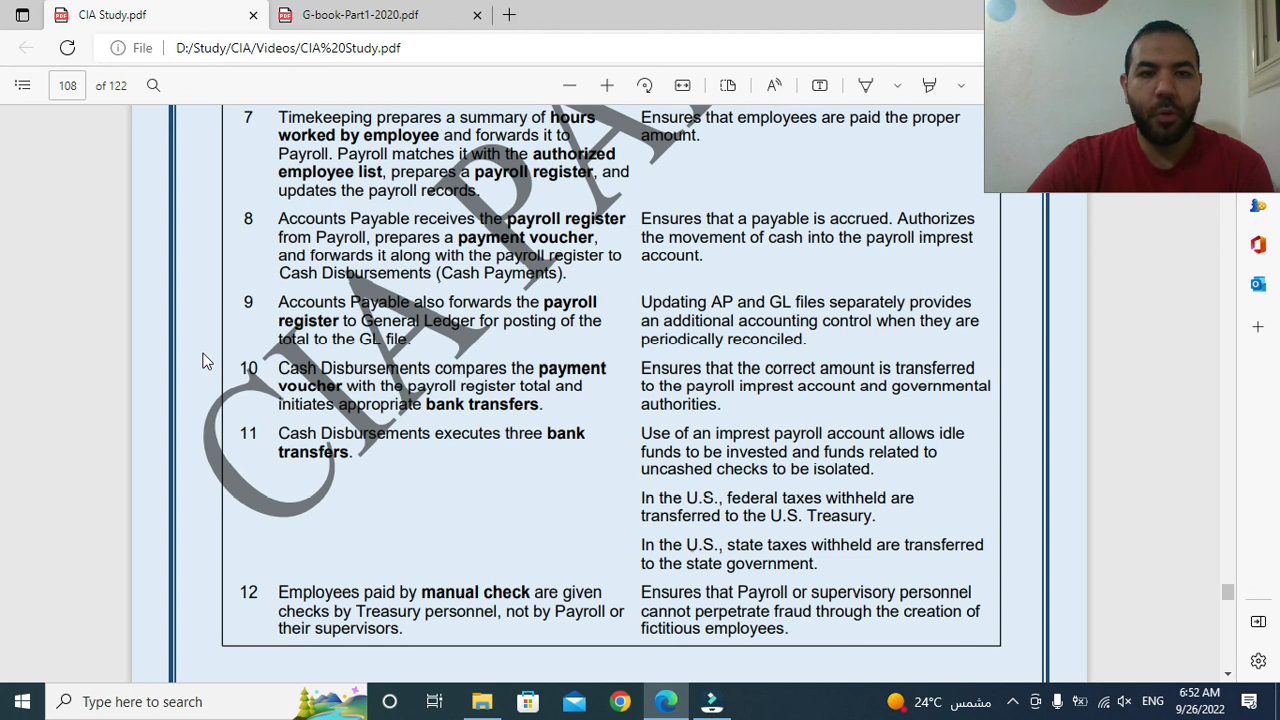 CIA Study.pdf
G-book-Part1-2020.pdf
File D:/Study/CIA/Videos/CIA%20Study.pdf
108 of 122
7 Timekeeping prepares a summary of hours Ensures that employees are paid the proper
worked by employee and forwards it to amount.
Payroll. Payroll matches it with the authorized
employee list, prepares a payroll register, and
updates the payroll records.
8 Accounts Payable receives the payroll register Ensures that a payable is accrued. Authorizes
from Payroll, prepares a payment voucher, the movement of cash into the payroll imprest
and forwards it along with the payroll register to account.
Cash Disbursements (Cash Payments).
9 Accounts Payable also forwards the payroll Updating AP and GL files separately provides
register to General Ledger for posting of the an additional accounting control when they are
total to the GL file. periodically reconciled.
10 Cash Disbursements compares the payment Ensures that the correct amount is transferred
voucher with the payroll register total and to the payroll imprest account and governmental
initiates appropriate bank transfers. authorities.
11 Cash Disbursements executes three bank Use of an imprest payroll account allows idle
transfers. funds to be invested and funds related to
uncashed checks to be isolated.
In the U.S., federal taxes withheld are
transferred to the U.S. Treasury.
In the U.S., state taxes withheld are transferred
to the state government.
12 Employees paid by manual check are given Ensures that Payroll or supervisory personnel
checks by Treasury personnel, not by Payroll or cannot perpetrate fraud through the creation of
their supervisors. fictitious employees.
CIA PA
Type here to search
24°C مشمس
ENG
6:52 AM
9/26/2022